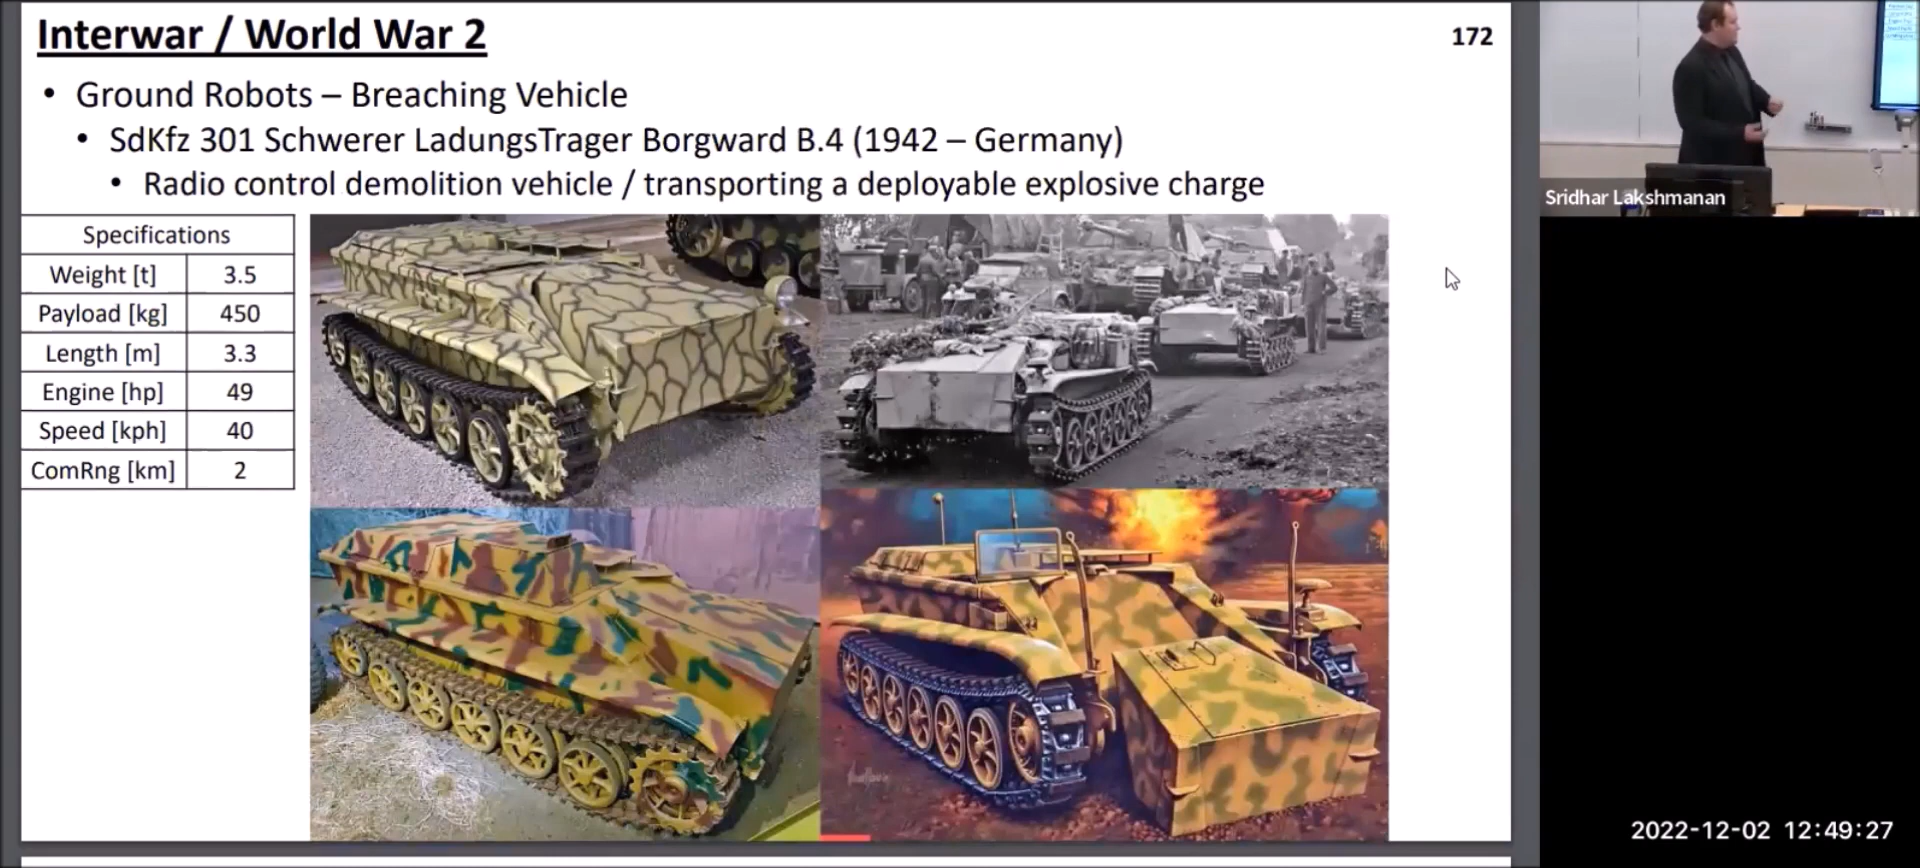 Interwar / World War 2
172
• Ground Robots – Breaching Vehicle
• SdKfz 301 Schwerer LadungsTrager Borgward B.4 (1942 – Germany)
• Radio control demolition vehicle / transporting a deployable explosive charge
Specifications
Weight [t] 3.5
Payload [kg] 450
Length [m] 3.3
Engine [hp] 49
Speed [kph] 40
ComRng [km] 2
Sridhar Lakshmanan
2022-12-02 12:49:27